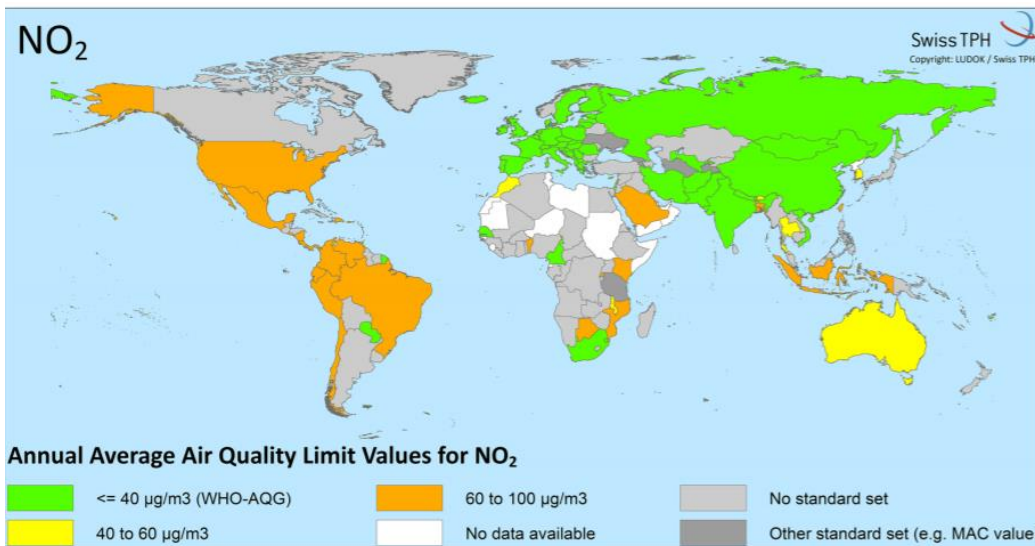 NO₂
Swiss TPH
Copyright: LUDOK / Swiss TPH
Annual Average Air Quality Limit Values for NO₂
<= 40 µg/m3 (WHO-AQG)
60 to 100 µg/m3
No standard set
40 to 60 µg/m3
No data available
Other standard set (e.g. MAC value